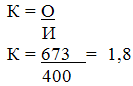 К = О
И
К = 673 = 1,8
400